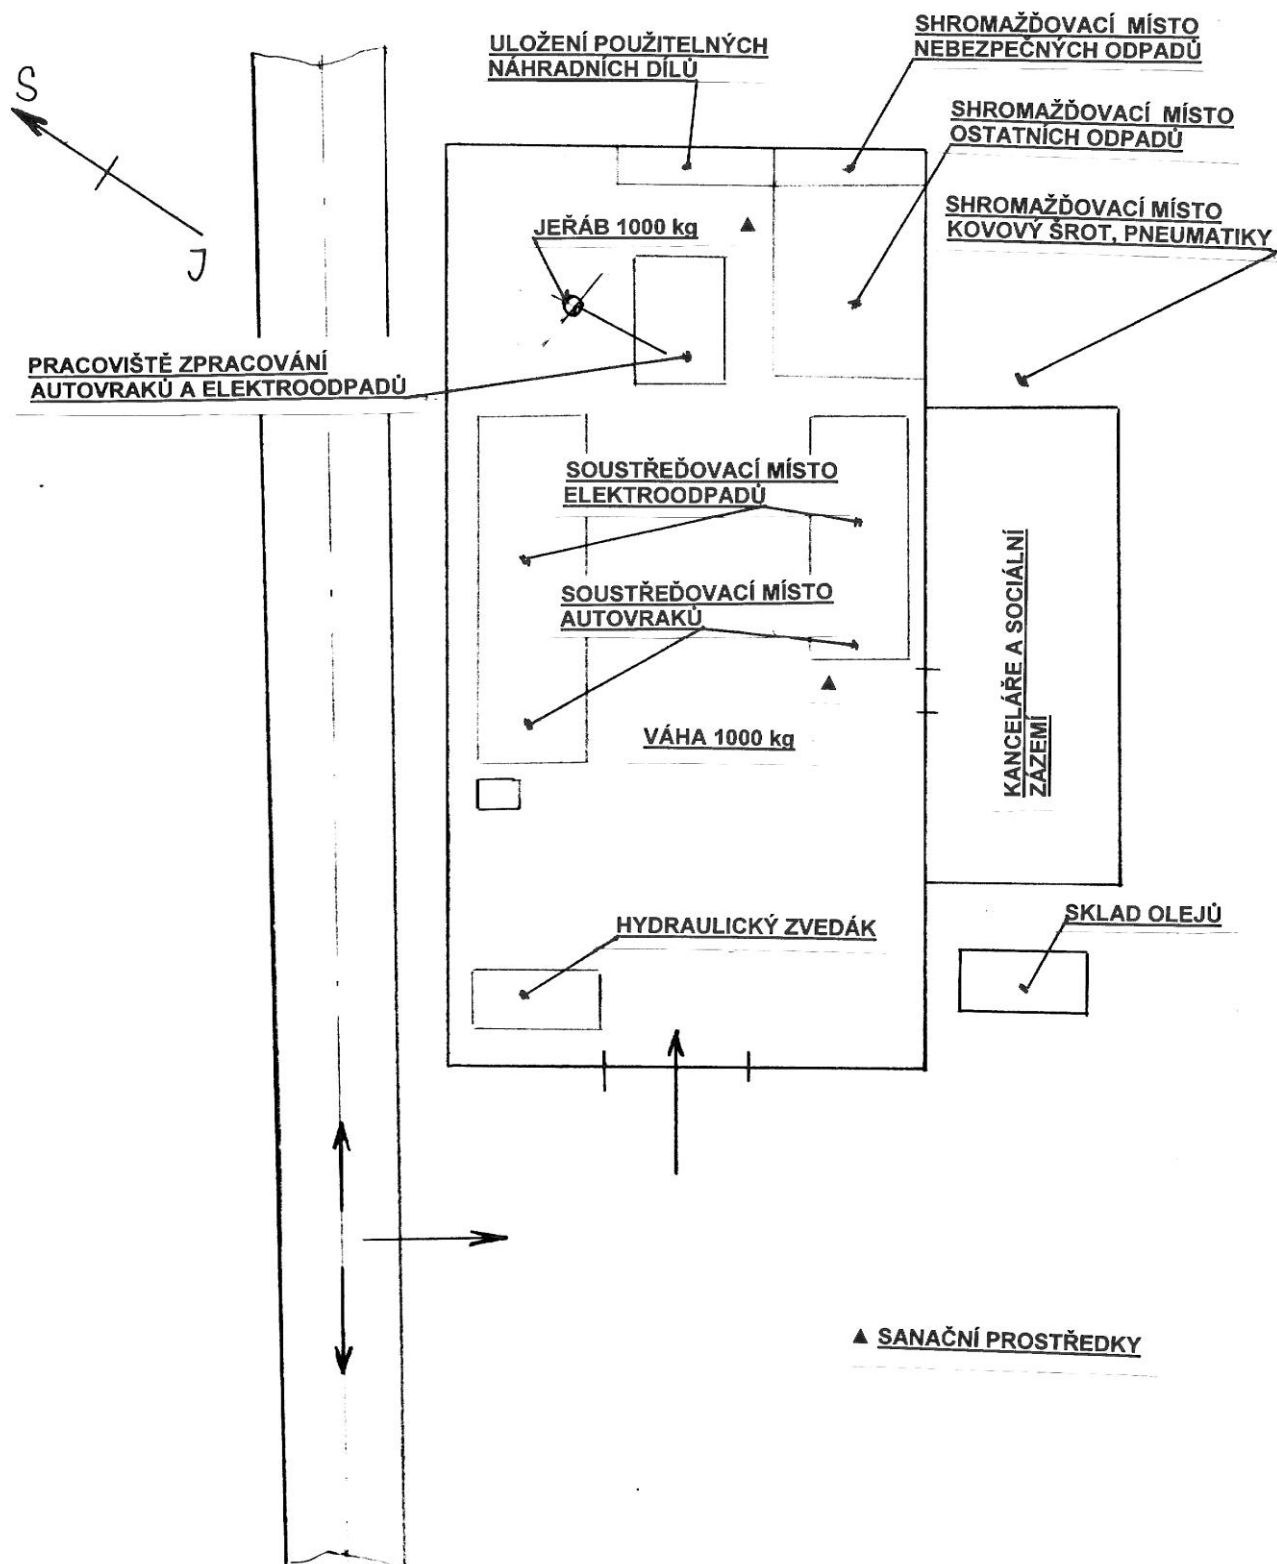 S
J
ULOŽENÍ POUŽITELNÝCH
NÁHRADNÍCH DÍLŮ
SHROMAŽĎOVACÍ MÍSTO
NEBEZPEČNÝCH ODPADŮ
SHROMAŽĎOVACÍ MÍSTO
OSTATNÍCH ODPADŮ
SHROMAŽĎOVACÍ MÍSTO
KOVOVÝ ŠROT, PNEUMATIKY
JEŘÁB 1000 kg
PRACOVIŠTĚ ZPRACOVÁNÍ
AUTOVRAKŮ A ELEKTROODPADŮ
SOUSTŘEĎOVACÍ MÍSTO
ELEKTROODPADŮ
SOUSTŘEĎOVACÍ MÍSTO
AUTOVRAKŮ
VÁHA 1000 kg
KANCELÁŘE A SOCIÁLNÍ
ZÁZEMÍ
HYDRAULICKÝ ZVEDÁK
SKLAD OLEJŮ
▲ SANAČNÍ PROSTŘEDKY